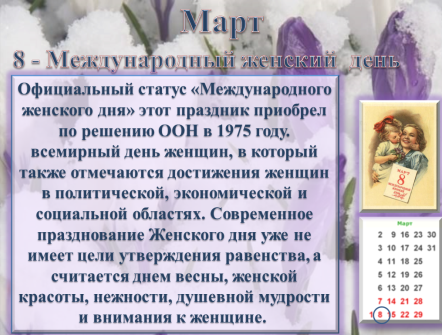 Март
8 - Международный женский день
Официальный статус «Международного
женского дня» этот праздник приобрел
по решению ООН в 1975 году.
всемирный день женщин, в который
также отмечаются достижения женщин
в политической, экономической и
социальной областях. Современное
празднование Женского дня уже не
имеет цели утверждения равенства, а
считается днем весны, женской
красоты, нежности, душевной мудрости
и внимания к женщине.
МАРТ
8
Март
2 9 16 23 30
3 10 17 24 31
4 11 18 25
5 12 19 26
6 13 20 27
7 14 21 28
1 8 15 22 29